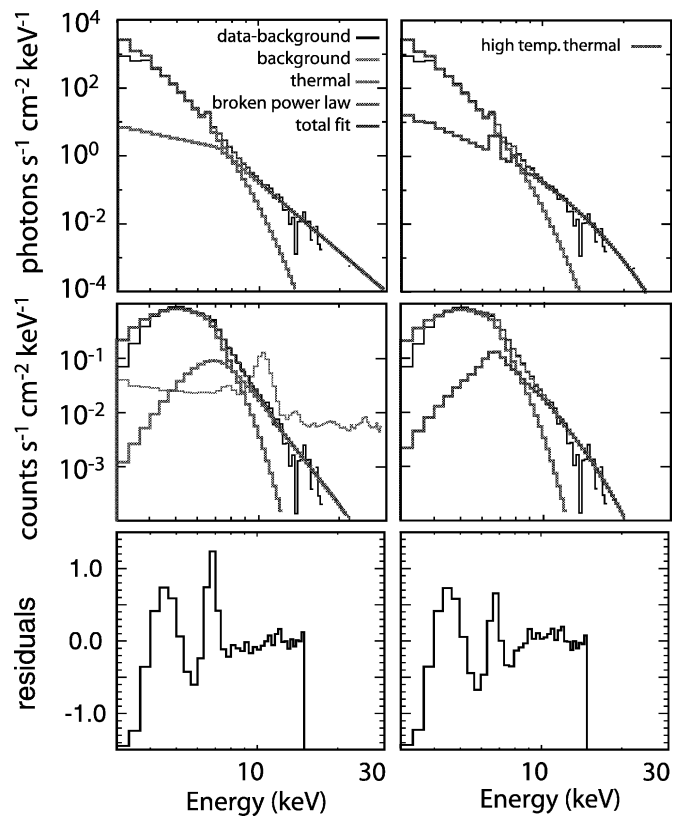 photons s⁻¹ cm⁻² keV⁻¹
10⁴
10²
10⁰
10⁻²
10⁻⁴
data-background
background
thermal
broken power law
total fit
high temp. thermal
counts s⁻¹ cm⁻² keV⁻¹
10⁻¹
10⁻²
10⁻³
residuals
1.0
0.0
-1.0
10 30 10 30
Energy (keV) Energy (keV)